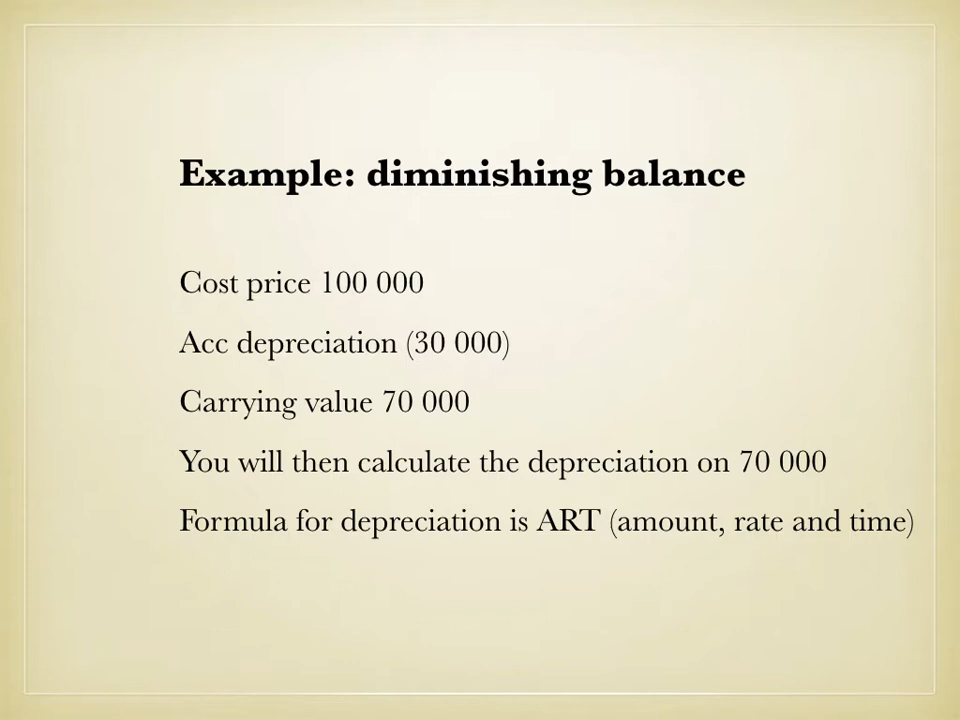 Example: diminishing balance
Cost price 100 000
Acc depreciation (30 000)
Carrying value 70 000
You will then calculate the depreciation on 70 000
Formula for depreciation is ART (amount, rate and time)